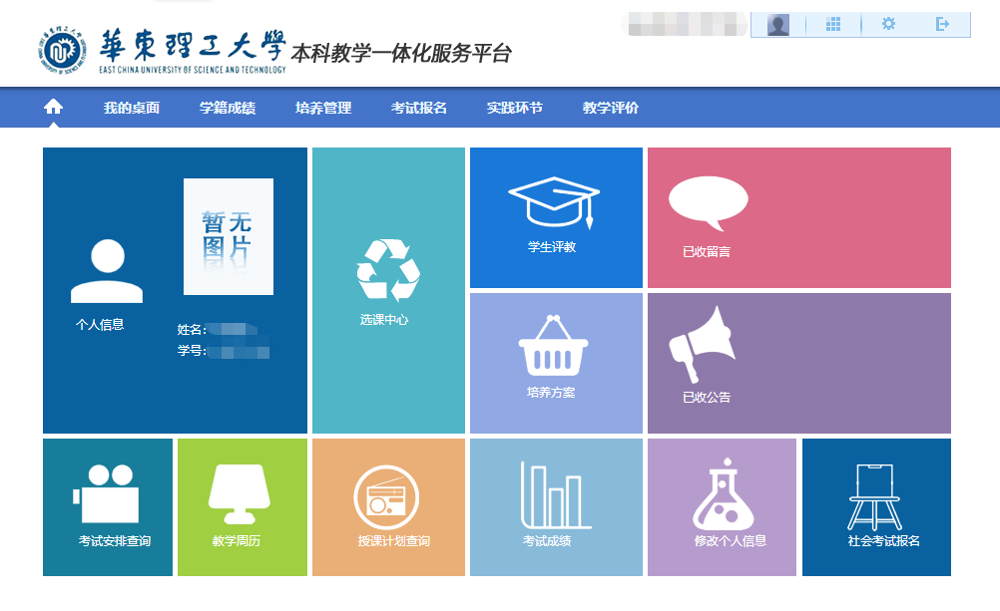 華東理工大學
EAST CHINA UNIVERSITY OF SCIENCE AND TECHNOLOGY
本科教学一体化服务平台
我的桌面 学籍成绩 培养管理 考试报名 实践环节 教学评价
暂无
图片
个人信息
姓名:
学号:
选课中心
学生评教
已收留言
培养方案
已收公告
考试安排查询
教学周历
授课计划查询
考试成绩
修改个人信息
社会考试报名